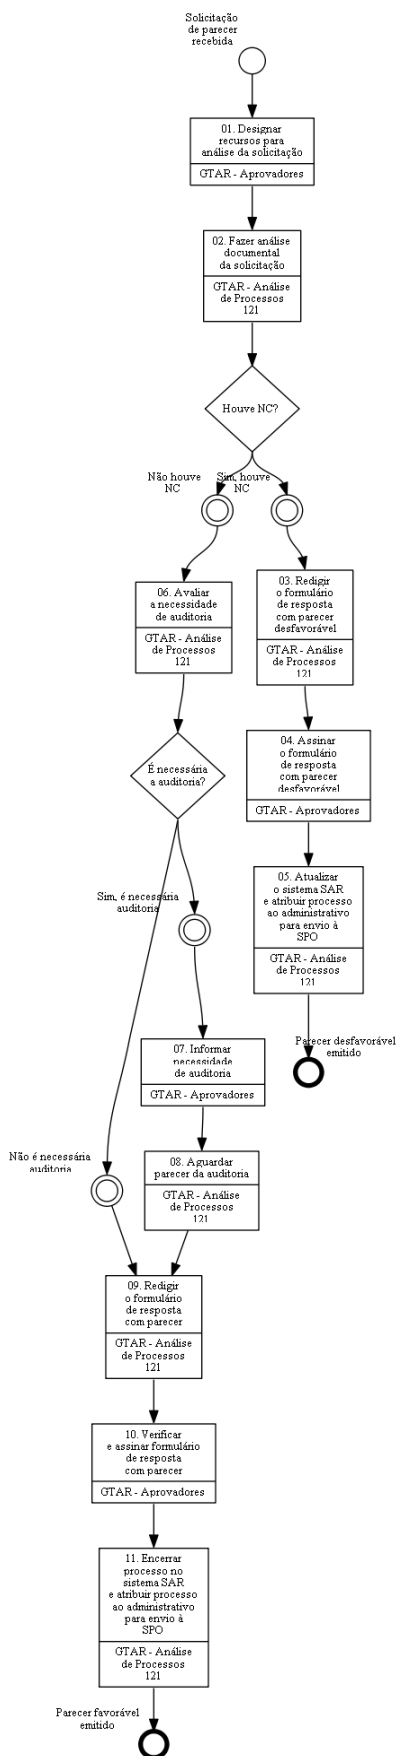 Solicitação
de parecer
recebida
01. Designar
recursos para
análise da solicitação
GTAR - Aprovadores
02. Fazer análise
documental
da solicitação
GTAR - Análise
de Processos
121
Houve NC?
Não houve
NC
Sim, houve
NC
06. Avaliar
a necessidade
de auditoria
GTAR - Análise
de Processos
121
03. Redigir
o formulário
de resposta
com parecer
desfavorável
GTAR - Análise
de Processos
121
04. Assinar
o formulário
de resposta
com parecer
desfavorável
GTAR - Aprovadores
É necessária
a auditoria?
05. Atualizar
o sistema SAR
e atribuir processo
ao administrativo
para envio à
SPO
GTAR - Análise
de Processos
121
Sim, é necessária
auditoria
Parecer desfavorável
emitido
07. Informar
necessidade
de auditoria
GTAR - Aprovadores
Não é necessária
auditoria
08. Aguardar
parecer da auditoria
GTAR - Análise
de Processos
121
09. Redigir
o formulário
de resposta
com parecer
GTAR - Análise
de Processos
121
10. Verificar
e assinar formulário
de resposta
com parecer
GTAR - Aprovadores
11. Encerrar
processo no
sistema SAR
e atribuir processo
ao administrativo
para envio à
SPO
GTAR - Análise
de Processos
121
Parecer favorável
emitido